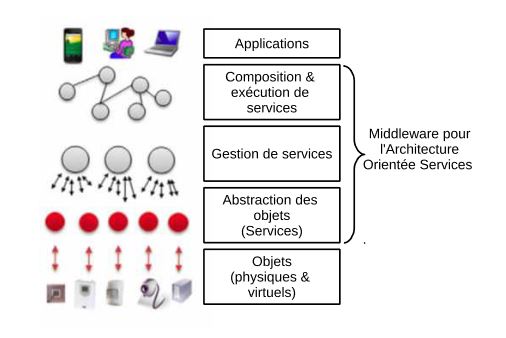 Applications
Composition &
exécution de
services
Gestion de services
Middleware pour
l'Architecture
Orientée Services
Abstraction des
objets
(Services)
Objets
(physiques &
virtuels)